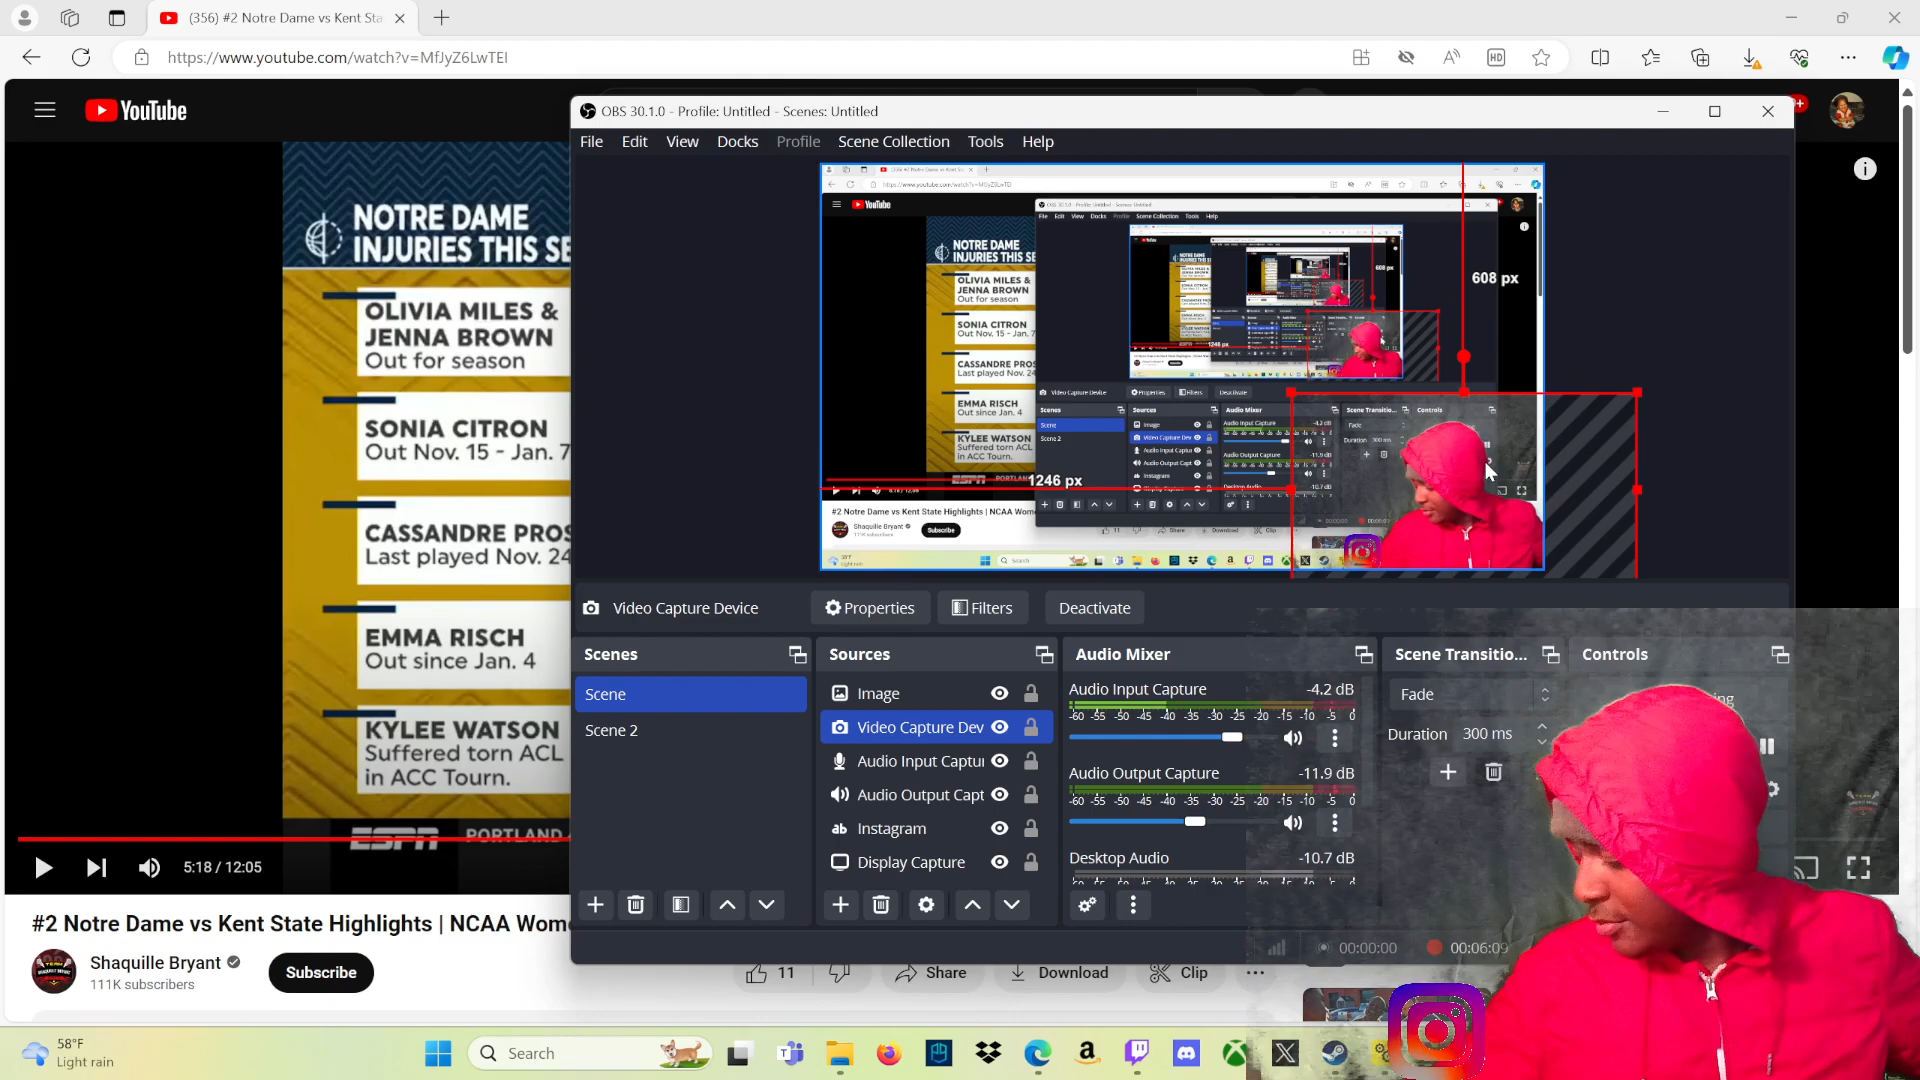 (356) #2 Notre Dame vs Kent Sta
https://www.youtube.com/watch?v=MfJyZ6LwTEI
HD
YouTube
NOTRE DAME
INJURIES THIS SE
OLIVIA MILES &
JENNA BROWN
Out for season
SONIA CITRON
Out Nov. 15 - Jan. 7
CASSANDRE PROS
Last played Nov. 24
EMMA RISCH
Out since Jan. 4
KYLEE WATSON
Suffered torn ACL
in ACC Tourn.
ESPN PORTLAND
5:18 / 12:05
#2 Notre Dame vs Kent State Highlights | NCAA Wom
Shaquille Bryant
111K subscribers
Subscribe
11
Share
Download
Clip
OBS 30.1.0 - Profile: Untitled - Scenes: Untitled
File Edit View Docks Profile Scene Collection Tools Help
608 px
1246 px
Video Capture Device
Properties
Filters
Deactivate
Scenes
Scene
Scene 2
Sources
Image
Video Capture Dev
Audio Input Captu
Audio Output Capt
ab Instagram
Display Capture
Audio Mixer
Audio Input Capture -4.2 dB
-60 -55 -50 -45 -40 -35 -30 -25 -20 -15 -10 -5 0
Audio Output Capture -11.9 dB
-60 -55 -50 -45 -40 -35 -30 -25 -20 -15 -10 -5 0
Desktop Audio -10.7 dB
Scene Transitio...
Fade
Duration 300 ms
Controls
00:00:00
00:06:09
58°F
Light rain
Search